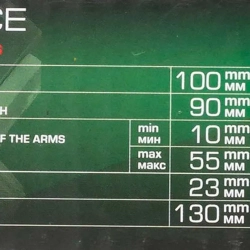 CE
100 mm мм
90 mm мм
F THE ARMS
min мин
10 mm мм
max макс
55 mm мм
23 mm мм
130 mm мм